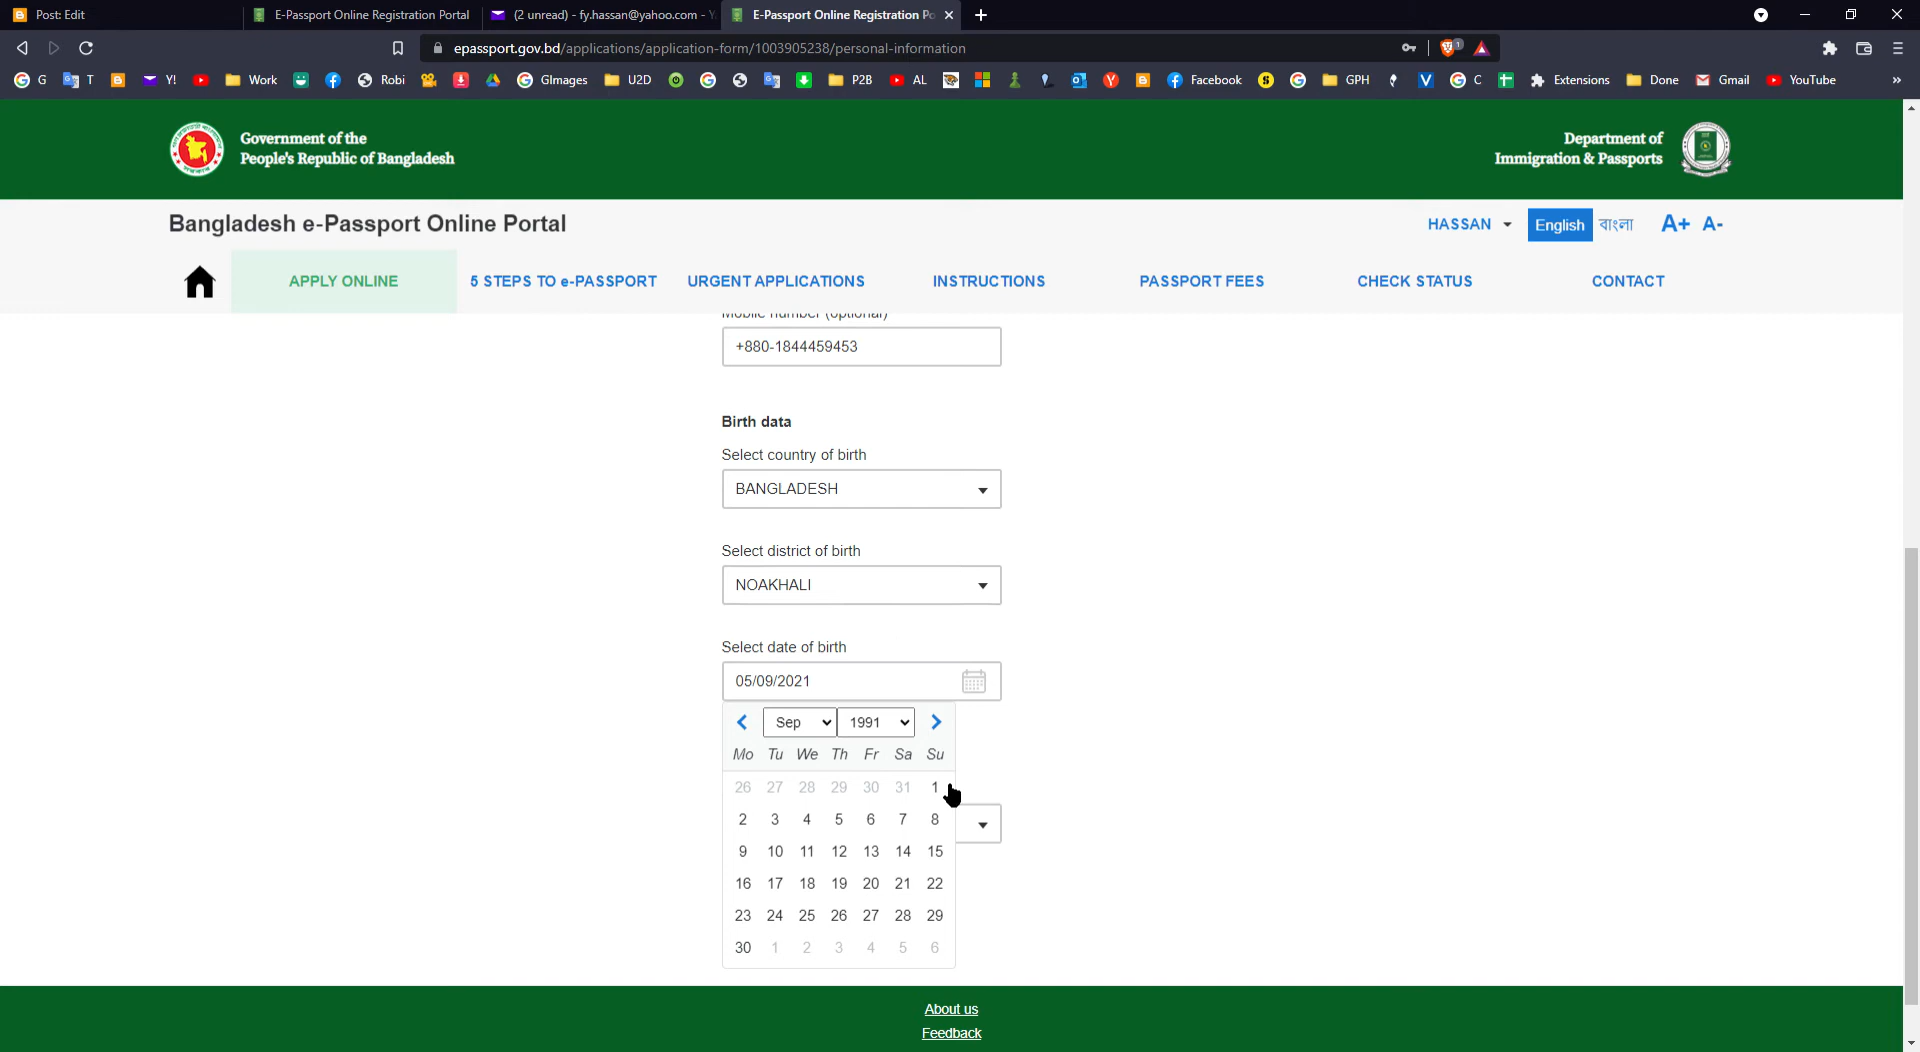 Post: Edit
E-Passport Online Registration Portal
(2 unread) - fy.hassan@yahoo.com - Y
E-Passport Online Registration Po
epassport.gov.bd/applications/application-form/1003905238/personal-information
G T Y! Work Robi GImages U2D P2B AL Facebook GPH C Extensions Done Gmail YouTube »
Government of the
People's Republic of Bangladesh
Department of
Immigration & Passports
Bangladesh e-Passport Online Portal
HASSAN English বাংলা A+ A-
APPLY ONLINE 5 STEPS TO e-PASSPORT URGENT APPLICATIONS INSTRUCTIONS PASSPORT FEES CHECK STATUS CONTACT
Mobile number (optional)
+880-1844459453
Birth data
Select country of birth
BANGLADESH
Select district of birth
NOAKHALI
Select date of birth
05/09/2021
Sep 1991
Mo Tu We Th Fr Sa Su
26 27 28 29 30 31 1
2 3 4 5 6 7 8
9 10 11 12 13 14 15
16 17 18 19 20 21 22
23 24 25 26 27 28 29
30 1 2 3 4 5 6
About us
Feedback